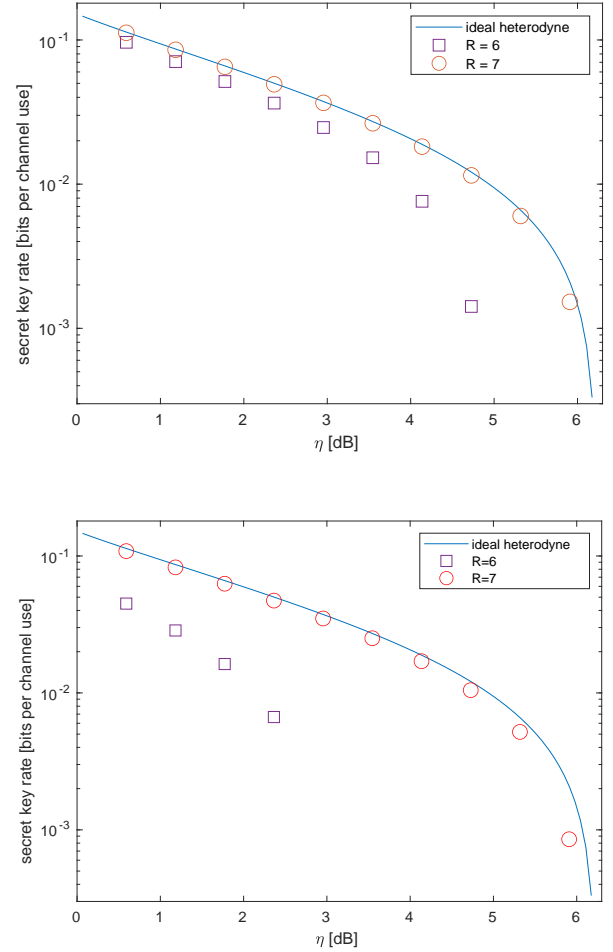 10^-1
10^-2
10^-3
secret key rate [bits per channel use]
ideal heterodyne
R = 6
R = 7
0 1 2 3 4 5 6
η [dB]
10^-1
10^-2
10^-3
secret key rate [bits per channel use]
ideal heterodyne
R=6
R=7
0 1 2 3 4 5 6
η [dB]